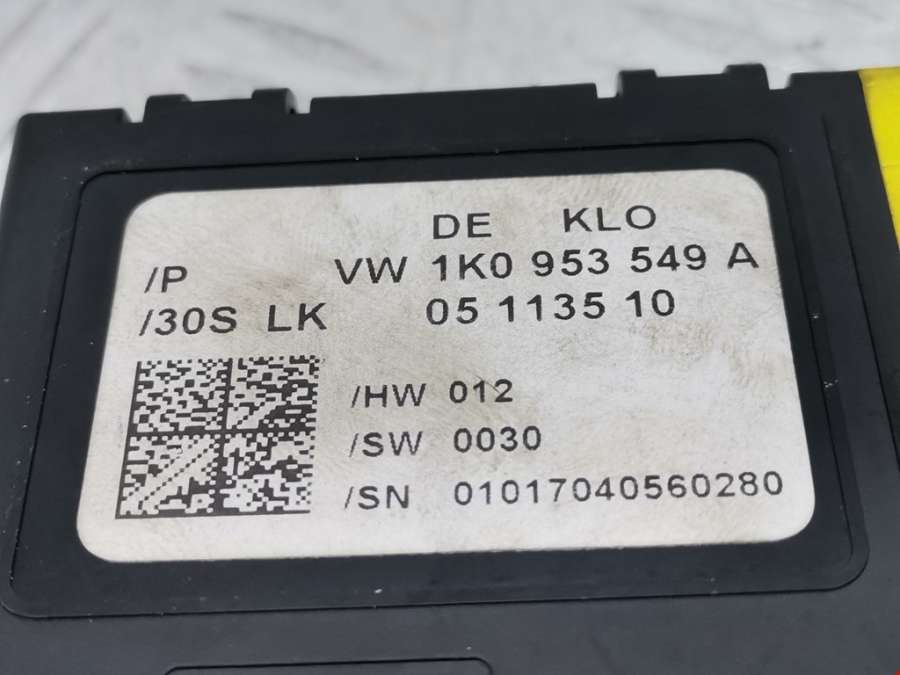 DE KLO
/P VW 1K0 953 549 A
/30S LK 05 1135 10
/HW 012
/SW 0030
/SN 01017040560280